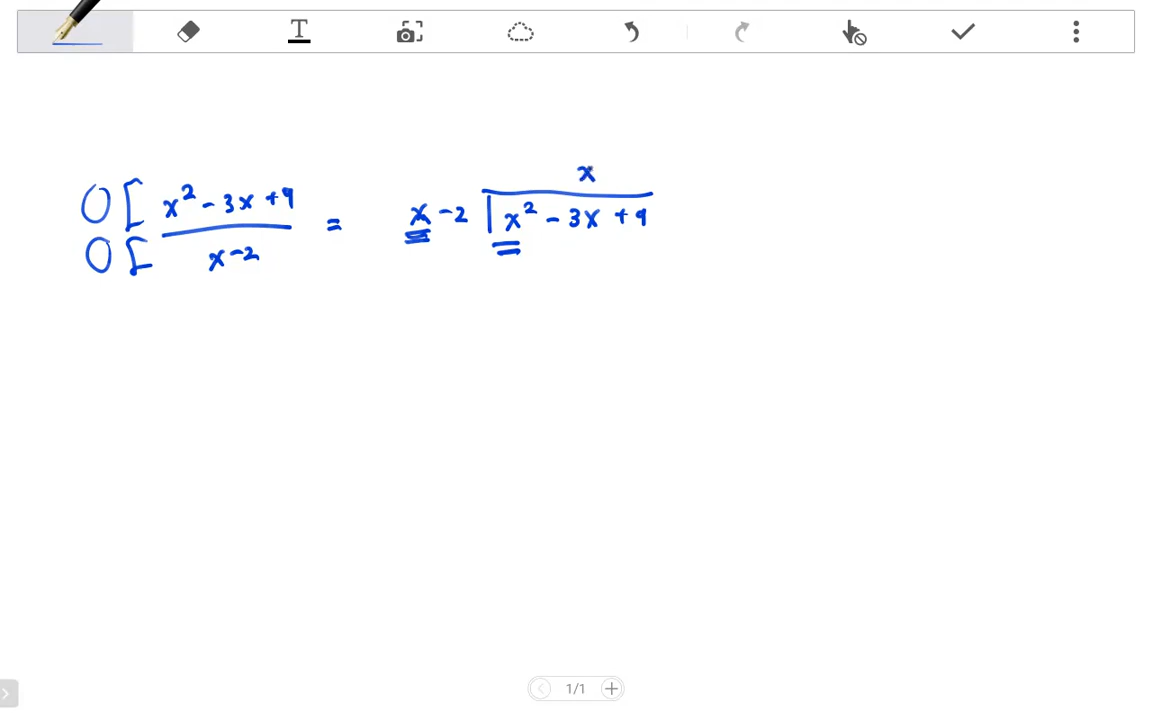 T
x
0 [ x² - 3x + 9 = x - 2 | x² - 3x + 9
0 [ x - 2
1/1